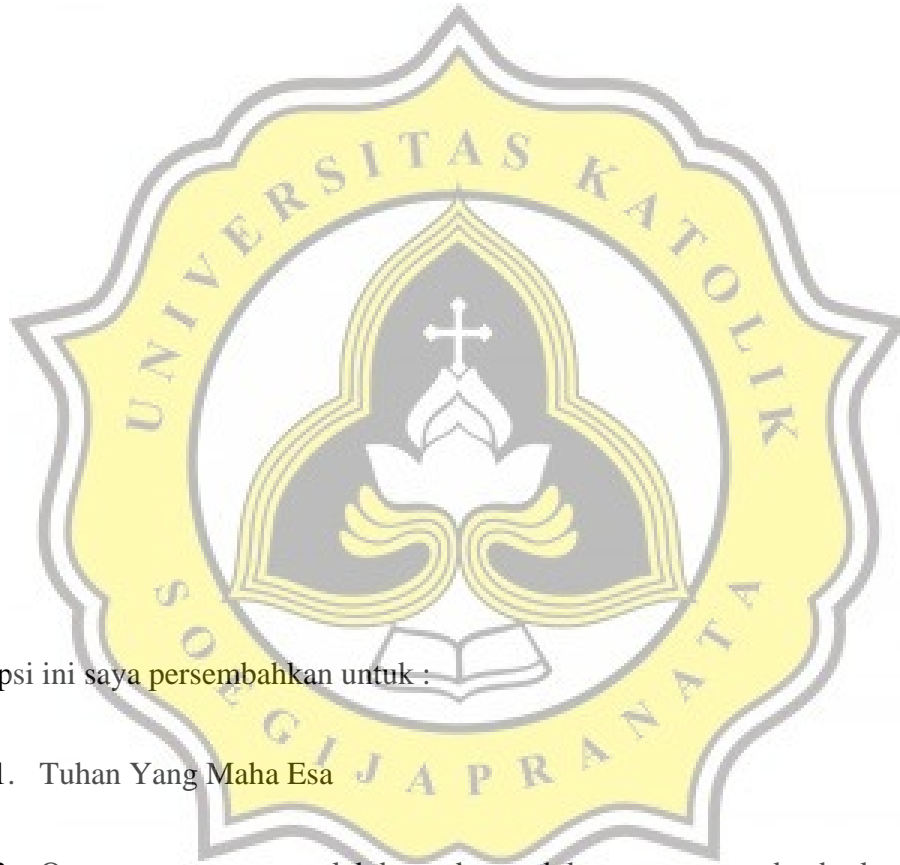 UNIVERSITAS KATOLIK
SOEGIJAPRANATA
psi ini saya persembahkan untuk :
1. Tuhan Yang Maha Esa